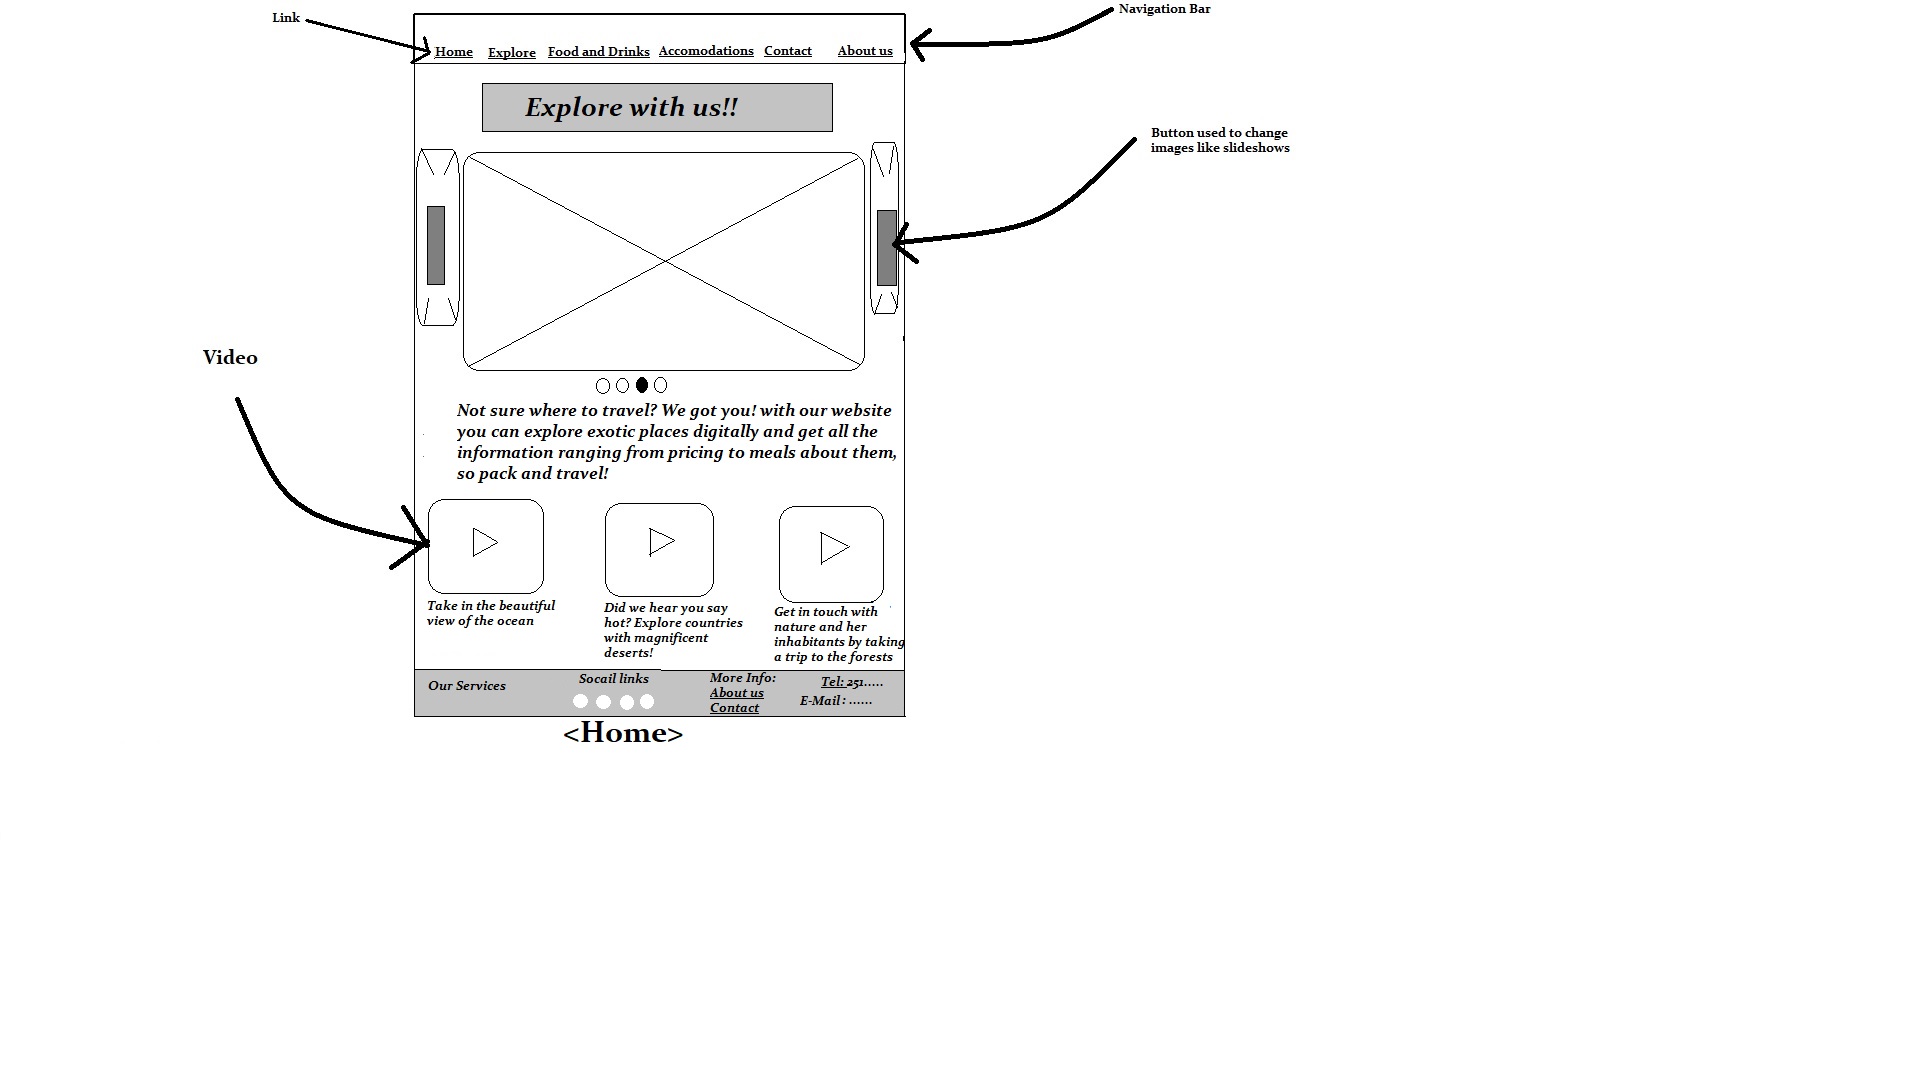 Link
Navigation Bar
Home Explore Food and Drinks Accomodations Contact About us
Explore with us!!
Button used to change
images like slideshows
Video
Not sure where to travel? We got you! with our website
you can explore exotic places digitally and get all the
information ranging from pricing to meals about them,
so pack and travel!
Take in the beautiful
view of the ocean
Did we hear you say
hot? Explore countries
with magnificent
deserts!
Get in touch with
nature and her
inhabitants by taking
a trip to the forests
Our Services
Socail links
More Info:
About us
Contact
Tel: 251.....
E-Mail: ......
<Home>